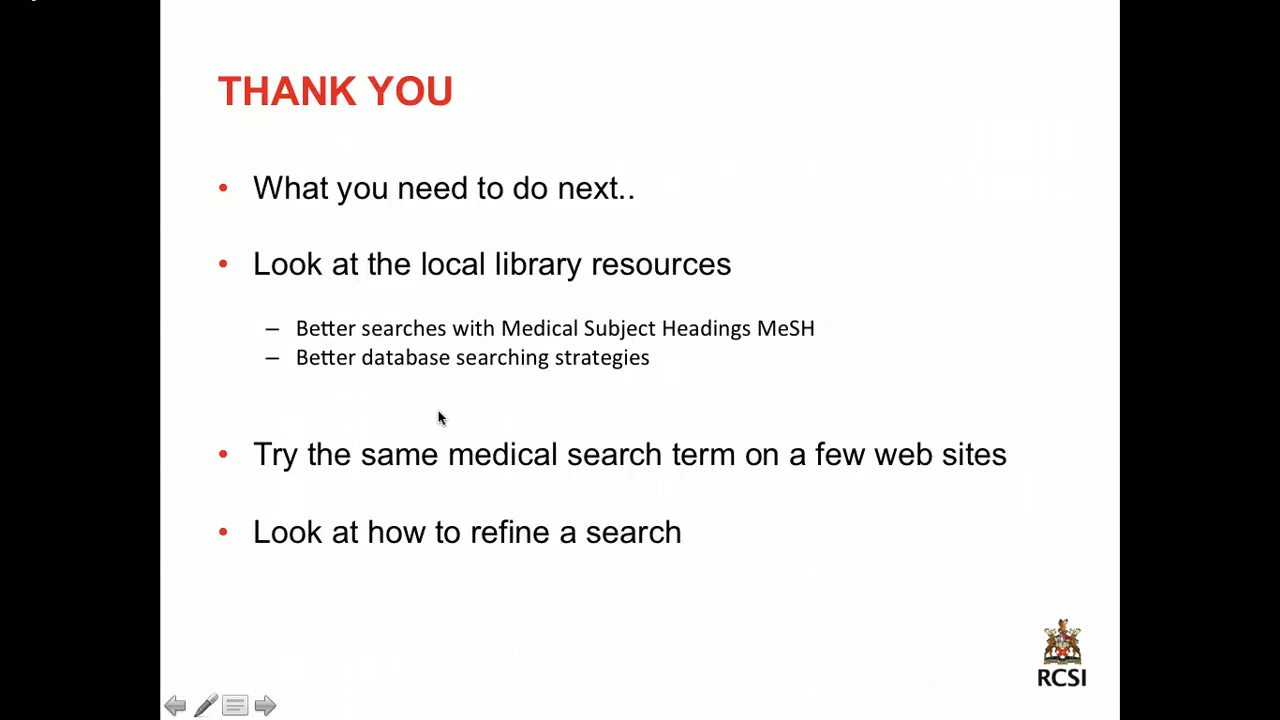 THANK YOU
• What you need to do next..
• Look at the local library resources
– Better searches with Medical Subject Headings MeSH
– Better database searching strategies
• Try the same medical search term on a few web sites
• Look at how to refine a search
RCSI